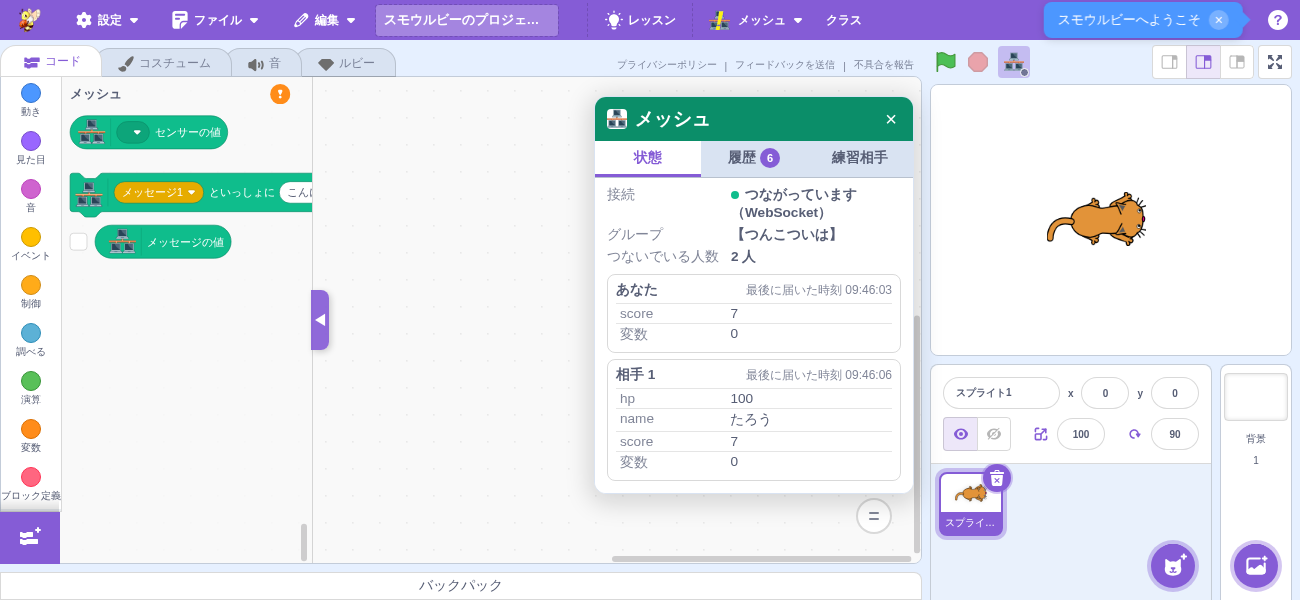 設定
ファイル
編集
スモウルビーのプロジェ…
レッスン
メッシュ
クラス
スモウルビーへようこそ
コード
コスチューム
音
ルビー
プライバシーポリシー | フィードバックを送信 | 不具合を報告
動き
見た目
音
イベント
制御
調べる
演算
変数
ブロック定義
メッシュ
センサーの値
メッセージ1 といっしょに こんに
メッセージの値
メッシュ
状態
履歴 6
練習相手
接続 つながっています
（WebSocket）
グループ 【つんこついは】
つないでいる人数 2 人
あなた 最後に届いた時刻 09:46:03
score 7
変数 0
相手 1 最後に届いた時刻 09:46:06
hp 100
name たろう
score 7
変数 0
スプライト1 x 0 y 0
100 90
スプライ…
背景
1
バックパック